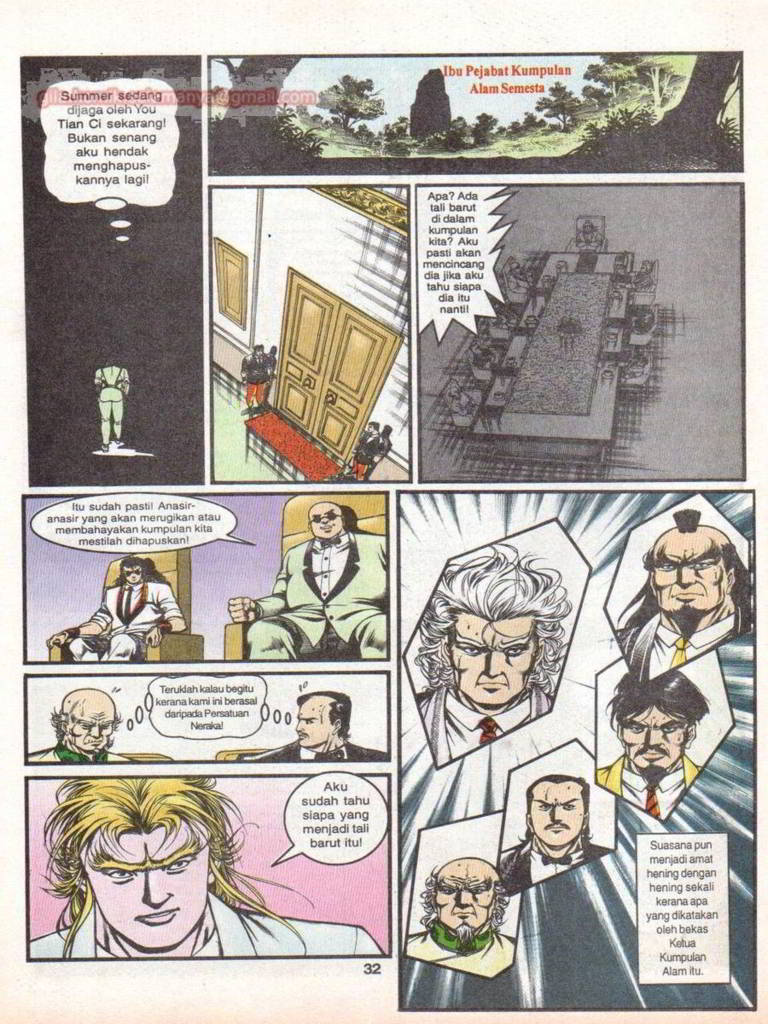 Summer sedang
dijaga oleh You
Tian Ci sekarang!
Bukan senang
aku hendak
menghapus-
kannya lagi!
Ibu Pejabat Kumpulan
Alam Semesta
Apa? Ada
tali barut
di dalam
kumpulan
kita? Aku
pasti akan
mencincang
dia jika aku
tahu siapa
dia itu
nanti!
Itu sudah pasti! Anasir-
anasir yang akan merugikan atau
membahayakan kumpulan kita
mestilah dihapuskan!
Teruklah kalau begitu
kerana kami ini berasal
daripada Persatuan
Neraka!
Aku
sudah tahu
siapa yang
menjadi tali
barut itu!
Suasana pun
menjadi amat
hening dengan
hening sekali
kerana apa
yang dikatakan
oleh bekas
Ketua
Kumpulan
Alam itu.
32